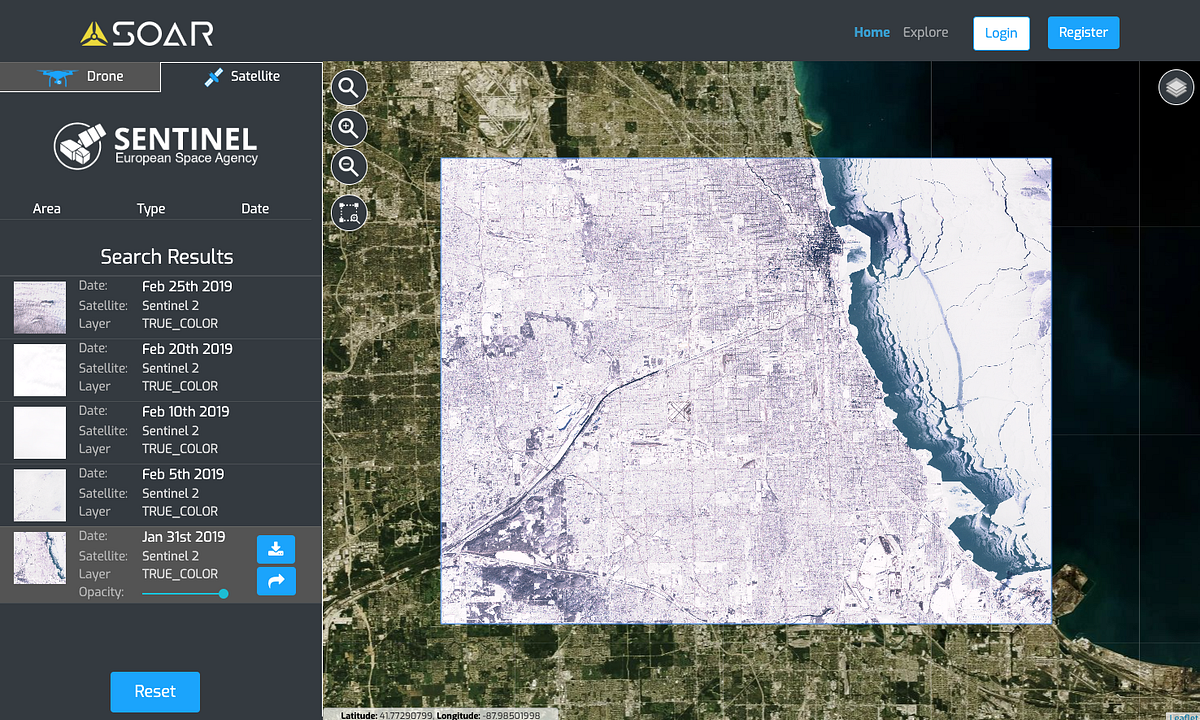 SOAR
Home Explore Login Register
Drone Satellite
SENTINEL
European Space Agency
Area Type Date
Search Results
Date: Feb 25th 2019
Satellite: Sentinel 2
Layer TRUE_COLOR
Date: Feb 20th 2019
Satellite: Sentinel 2
Layer TRUE_COLOR
Date: Feb 10th 2019
Satellite: Sentinel 2
Layer TRUE_COLOR
Date: Feb 5th 2019
Satellite: Sentinel 2
Layer TRUE_COLOR
Date: Jan 31st 2019
Satellite: Sentinel 2
Layer TRUE_COLOR
Opacity:
Reset
Latitude: 41.77290799, Longitude: -87.98501998
Leaflet